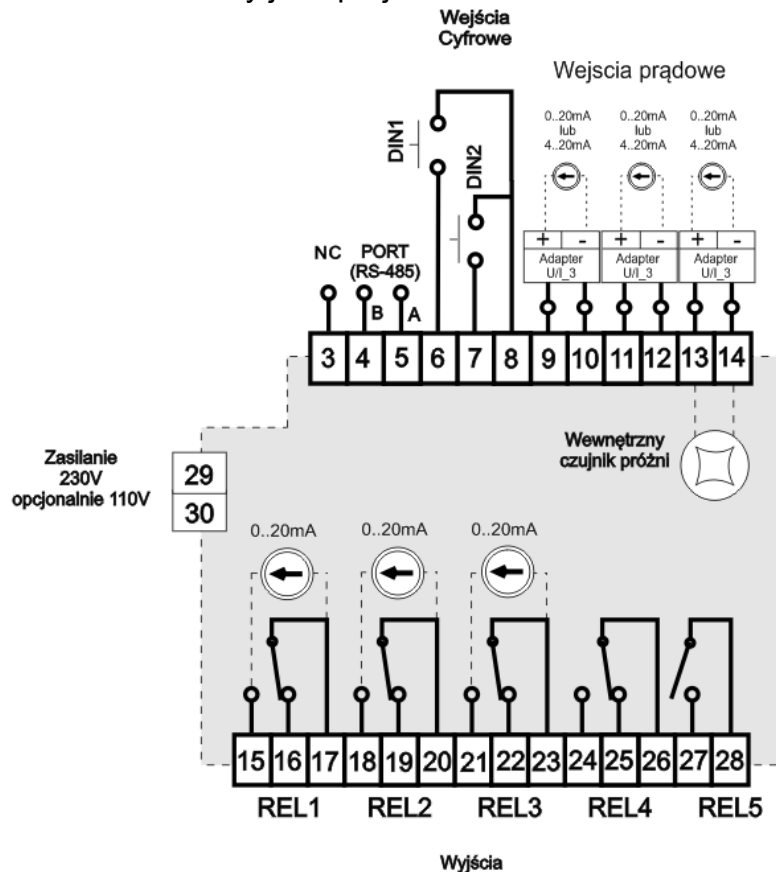 Wejścia
Cyfrowe
Wejscia prądowe
0..20mA 0..20mA 0..20mA
lub lub lub
4..20mA 4..20mA 4..20mA
DIN1
DIN2
+ - + - + -
Adapter Adapter Adapter
U/I_3 U/I_3 U/I_3
NC PORT
(RS-485)
B A
3 4 5 6 7 8 9 10 11 12 13 14
Wewnętrzny
czujnik próżni
Zasilanie
230V
opcjonalnie 110V
29
30
0..20mA 0..20mA 0..20mA
15 16 17 18 19 20 21 22 23 24 25 26 27 28
REL1 REL2 REL3 REL4 REL5
Wyjścia